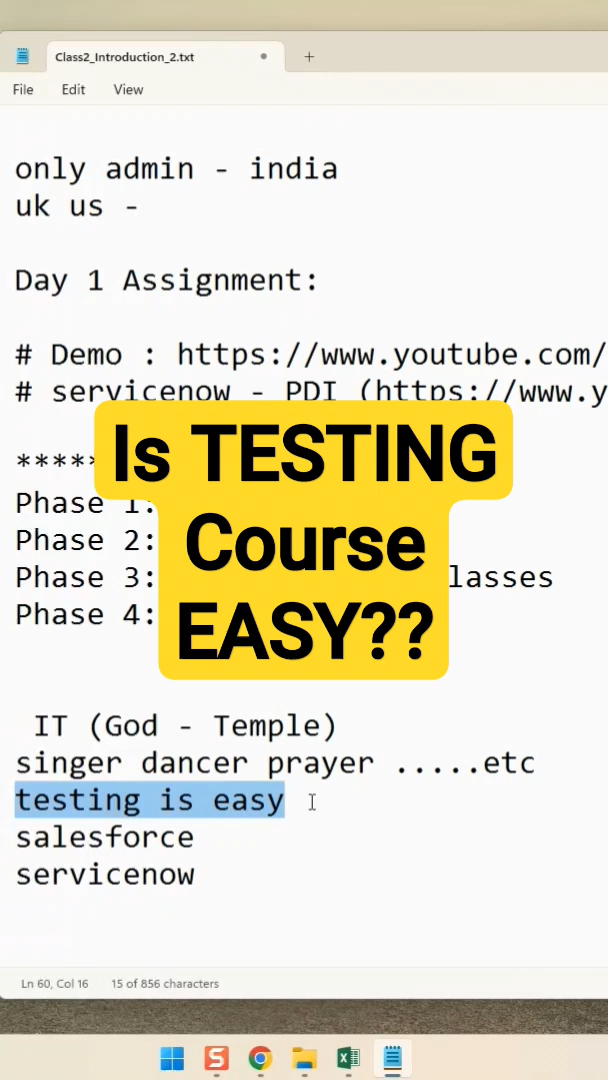 Class2_Introduction_2.txt
File Edit View
only admin - india
uk us -
Day 1 Assignment:
# Demo : https://www.youtube.com/
# servicenow - PDI (https://www.y
*****
Is TESTING
Course
EASY??
Phase 1:
Phase 2:
Phase 3: lasses
Phase 4:
IT (God - Temple)
singer dancer prayer .....etc
testing is easy
salesforce
servicenow
Ln 60, Col 16 15 of 856 characters